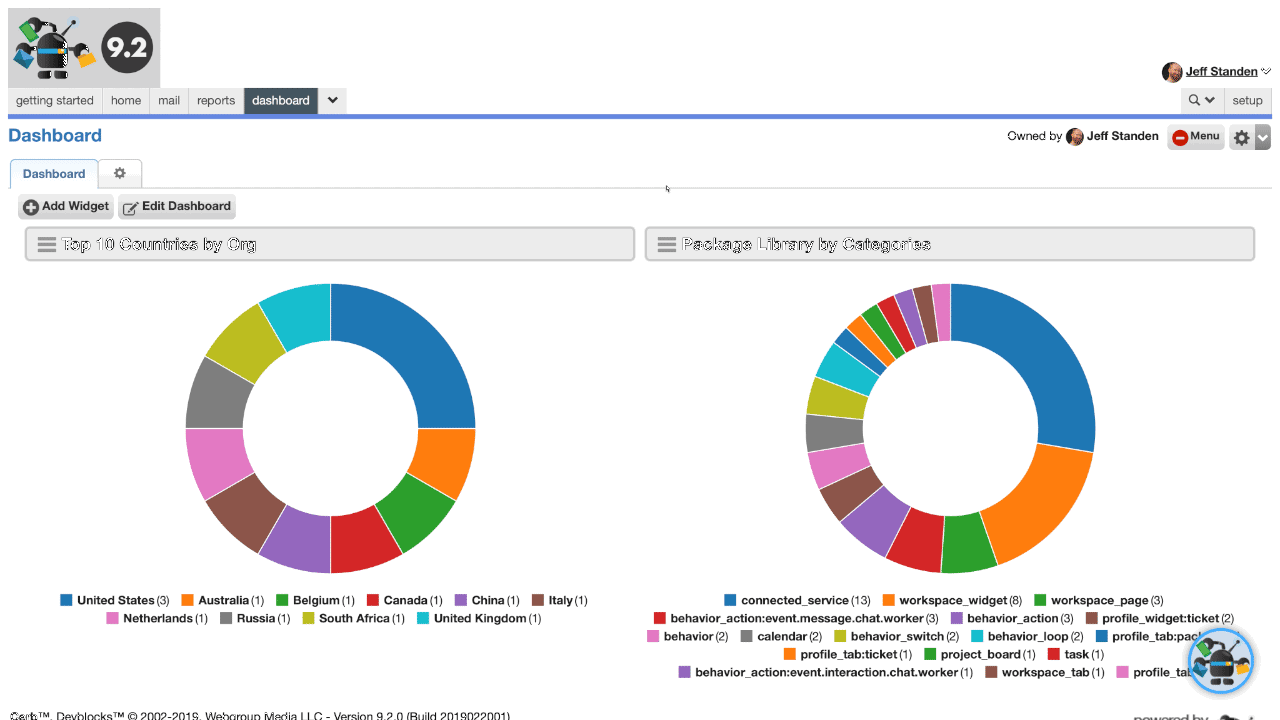 9.2
Jeff Standen
getting started home mail reports dashboard setup
Dashboard
Owned by Jeff Standen Menu
Dashboard
Add Widget Edit Dashboard
Top 10 Countries by Org
Package Library by Categories
United States (3) Australia (1) Belgium (1) Canada (1) China (1) Italy (1)
Netherlands (1) Russia (1) South Africa (1) United Kingdom (1)
connected_service (13) workspace_widget (8) workspace_page (3)
behavior_action:event.message.chat.worker (3) behavior_action (3) profile_widget:ticket (2)
behavior (2) calendar (2) behavior_switch (2) behavior_loop (2)
profile_tab:ticket (1) project_board (1) task (1)
behavior_action:event.interaction.chat.worker (1) workspace_tab (1)
Cerb™, Devblocks™ © 2002-2019, Webgroup Media LLC - Version 9.2.0 (Build 2019022001)
powered by